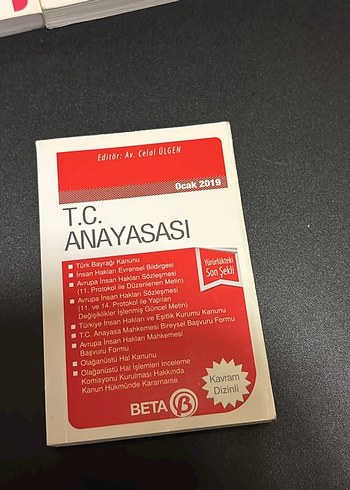 Editör: Av. Celal ÜLGEN
Ocak 2019
T.C.
ANAYASASI
Yürürlükteki
Son Şekli
Türk Bayrağı Kanunu
İnsan Hakları Evrensel Bildirgesi
Avrupa İnsan Hakları Sözleşmesi
(11. Protokol ile Düzenlenen Metin)
Avrupa İnsan Hakları Sözleşmesi
(11. ve 14. Protokol ile Yapılan
Değişiklikler İşlenmiş Güncel Metin)
Türkiye İnsan Hakları ve Eşitlik Kurumu Kanunu
T.C. Anayasa Mahkemesi Bireysel Başvuru Formu
Avrupa İnsan Hakları Mahkemesi
Başvuru Formu
Olağanüstü Hal Kanunu
Olağanüstü Hal İşlemleri İnceleme
Komisyonu Kurulması Hakkında
Kanun Hükmünde Kararname
Kavram
Dizinli
BETA B